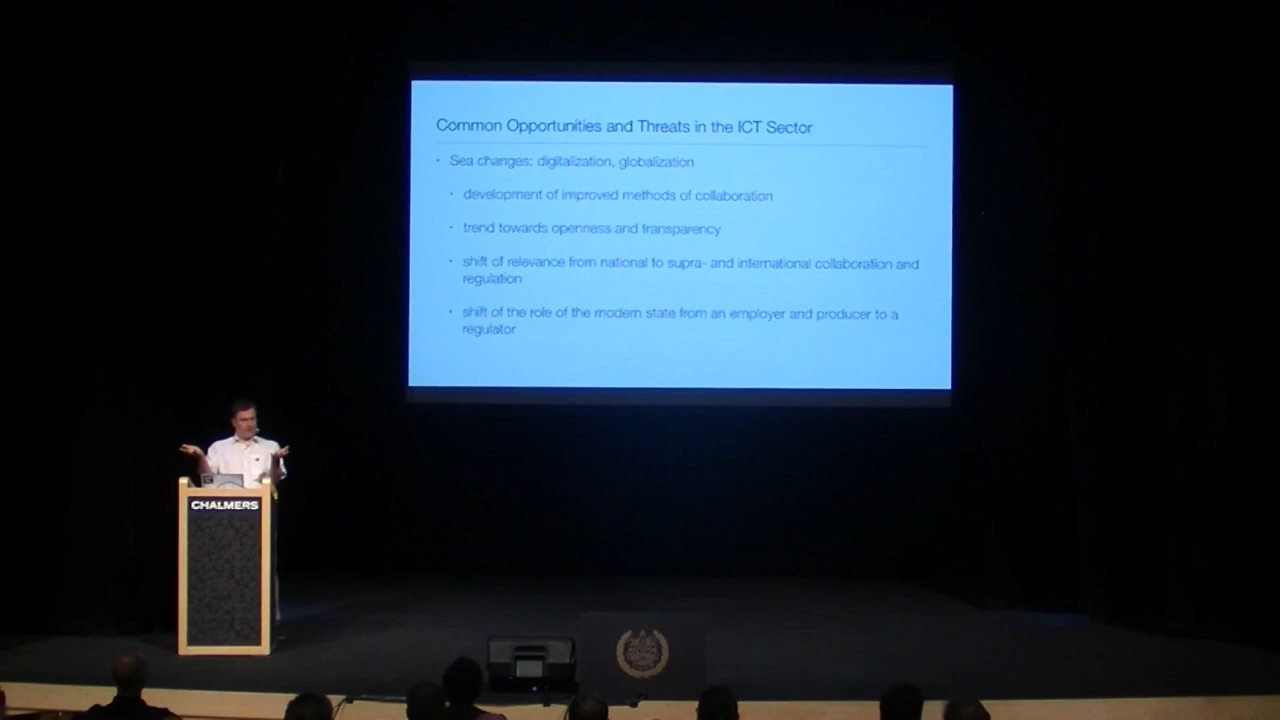 Common Opportunities and Threats in the ICT Sector
• Sea changes: digitalization, globalization
• development of improved methods of collaboration
• trend towards openness and transparency
• shift of relevance from national to supra- and international collaboration and
regulation
• shift of the role of the modern state from an employer and producer to a
regulator
CHALMERS